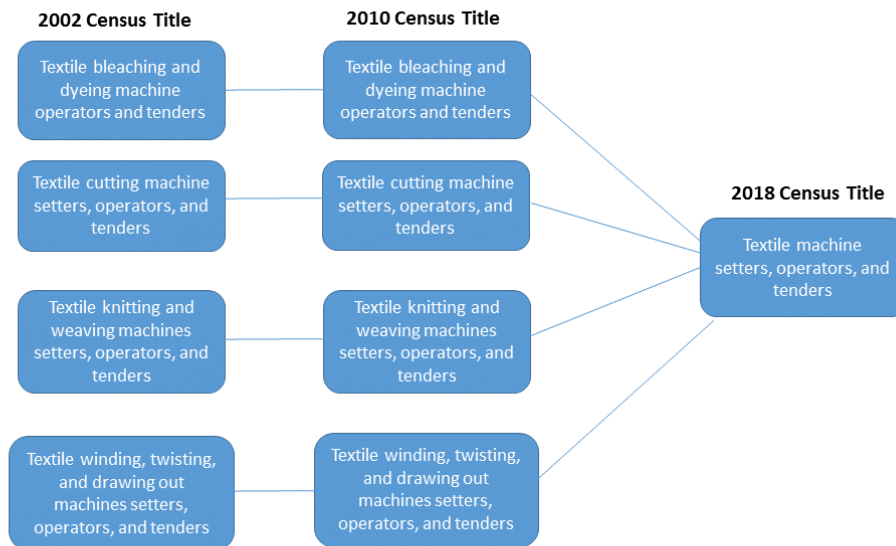 2002 Census Title
Textile bleaching and
dyeing machine
operators and tenders
Textile cutting machine
setters, operators, and
tenders
Textile knitting and
weaving machines
setters, operators, and
tenders
Textile winding, twisting,
and drawing out
machines setters,
operators, and tenders
2010 Census Title
Textile bleaching and
dyeing machine
operators and tenders
Textile cutting machine
setters, operators, and
tenders
Textile knitting and
weaving machines
setters, operators, and
tenders
Textile winding, twisting,
and drawing out
machines setters,
operators, and tenders
2018 Census Title
Textile machine
setters, operators, and
tenders